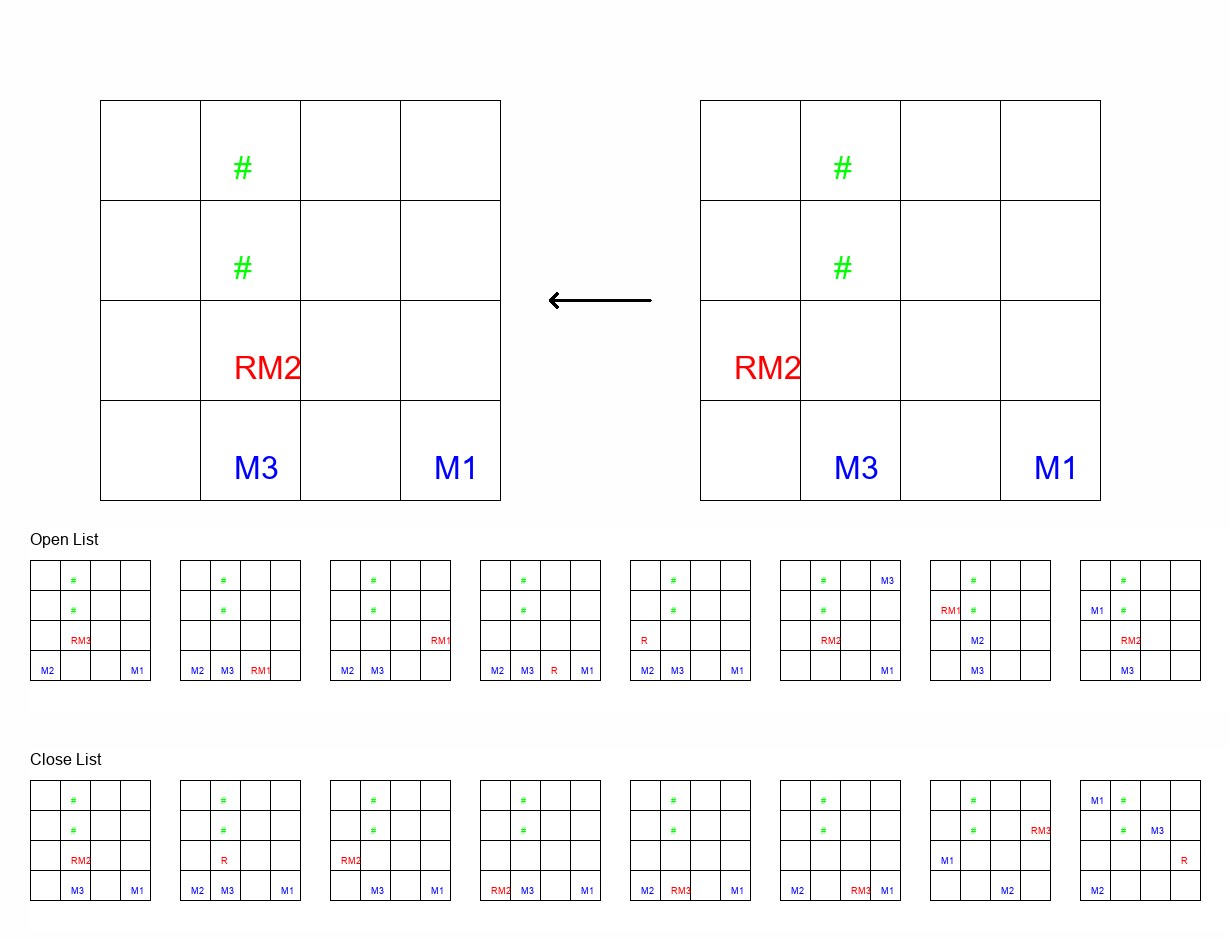 # #
# #
RM2 RM2
M3 M1 M3 M1
Open List
# # # # # # M3 # #
# # # # # # RM1 # M1 #
RM3 RM1 R RM2 M2 RM2
M2 M1 M2 M3 RM1 M2 M3 M2 M3 R M1 M2 M3 M1 M1 M3 M3
Close List
# # # # # # # M1 #
# # # # # # # RM3 # M3
RM2 R RM2 M1 R
M3 M1 M2 M3 M1 M3 M1 RM2 M3 M1 M2 RM3 M1 M2 RM3 M1 M2 M2